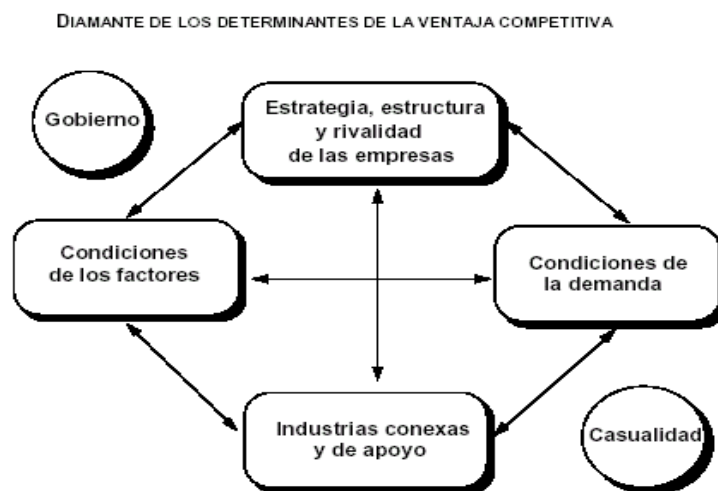 DIAMANTE DE LOS DETERMINANTES DE LA VENTAJA COMPETITIVA
Gobierno
Estrategia, estructura
y rivalidad
de las empresas
Condiciones
de los factores
Condiciones de
la demanda
Industrias conexas
y de apoyo
Casualidad